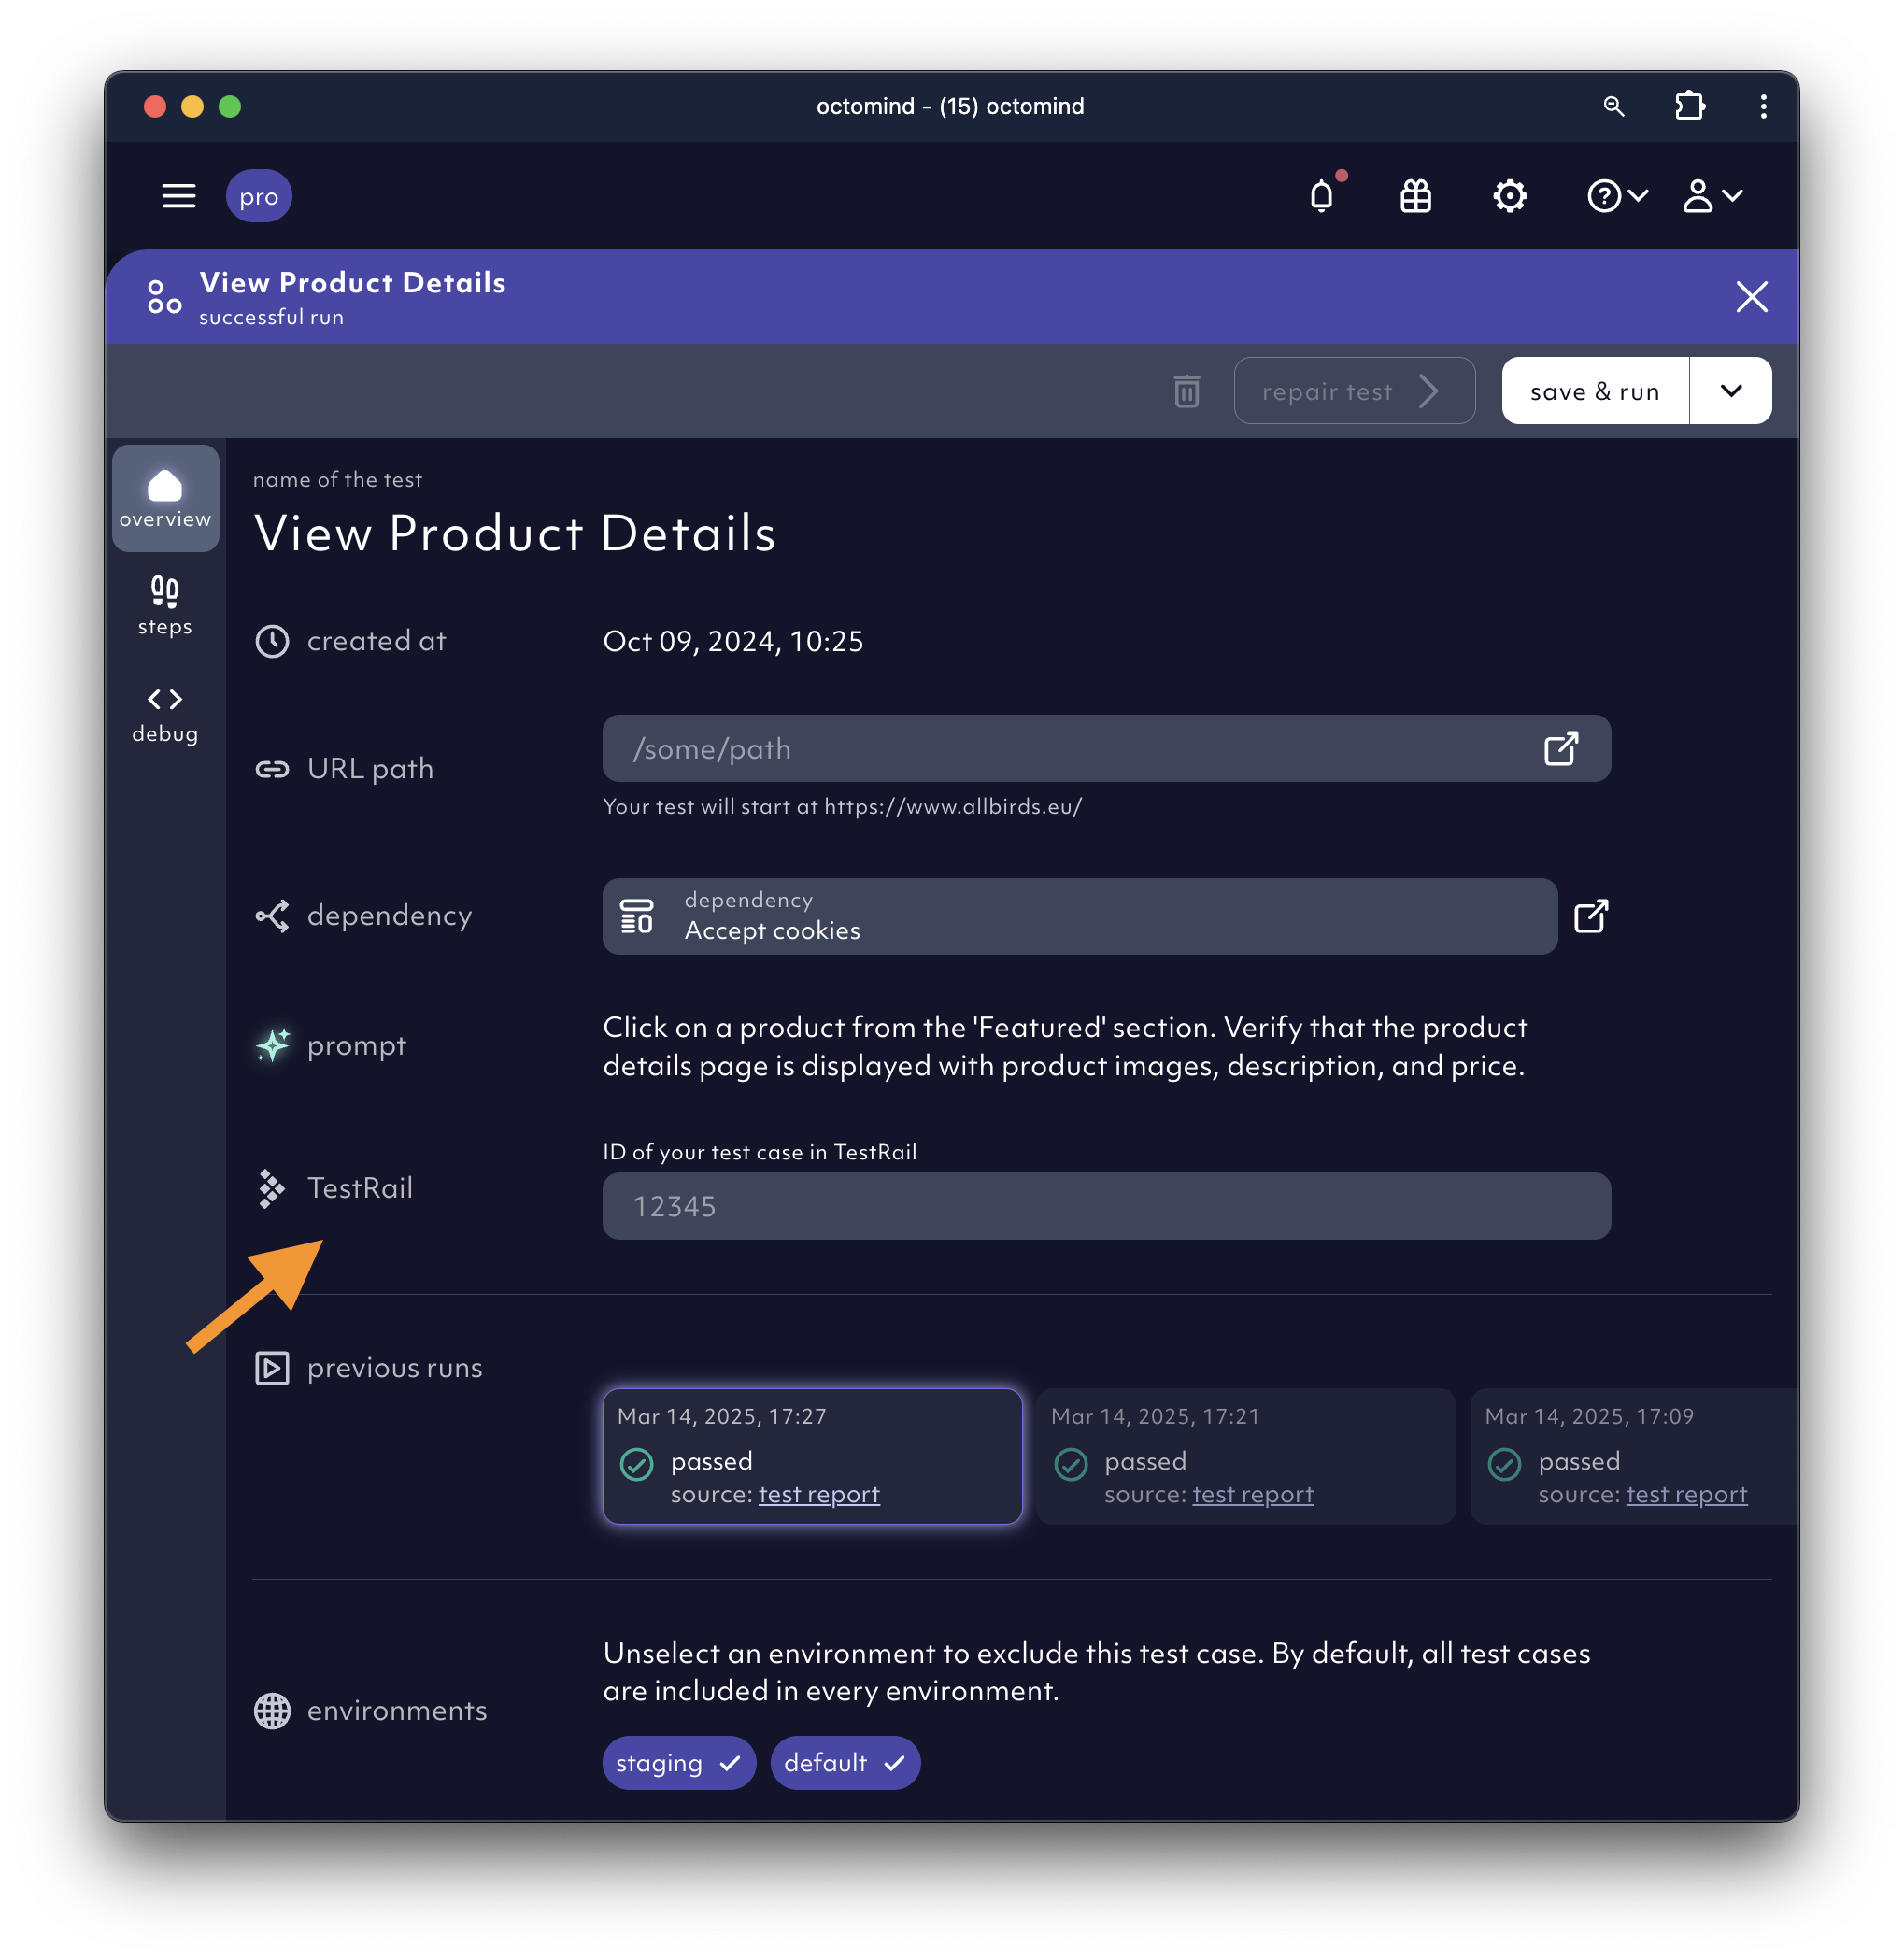 octomind - (15) octomind
pro
View Product Details
successful run
repair test
save & run
overview
steps
debug
name of the test
View Product Details
created at
Oct 09, 2024, 10:25
URL path
/some/path
Your test will start at https://www.allbirds.eu/
dependency
dependency
Accept cookies
prompt
Click on a product from the 'Featured' section. Verify that the product
details page is displayed with product images, description, and price.
TestRail
ID of your test case in TestRail
12345
previous runs
Mar 14, 2025, 17:27
passed
source: test report
Mar 14, 2025, 17:21
passed
source: test report
Mar 14, 2025, 17:09
passed
source: test report
environments
Unselect an environment to exclude this test case. By default, all test cases
are included in every environment.
staging
default